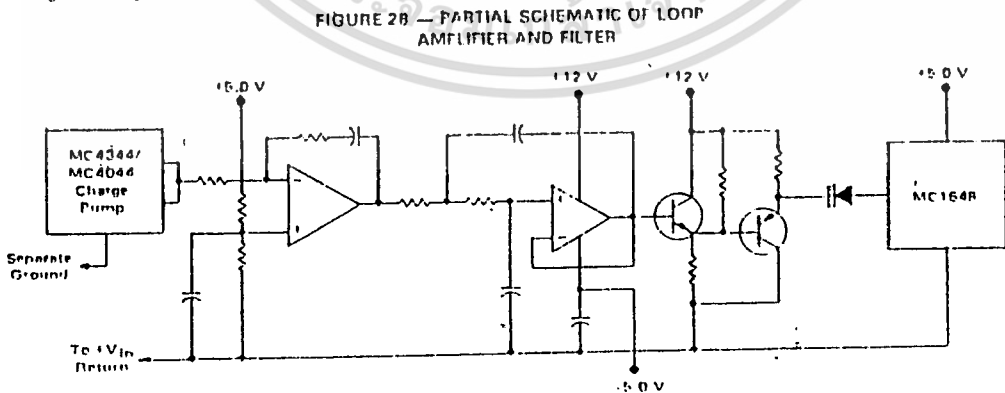 FIGURE 28 — PARTIAL SCHEMATIC OF LOOP
AMPLIFIER AND FILTER
+5.0 V
+12 V
+12 V
+5.0 V
MC4344/
MC4044
Charge
Pump
MC1648
Separate
Ground
To +Vin
Return
-5.0 V